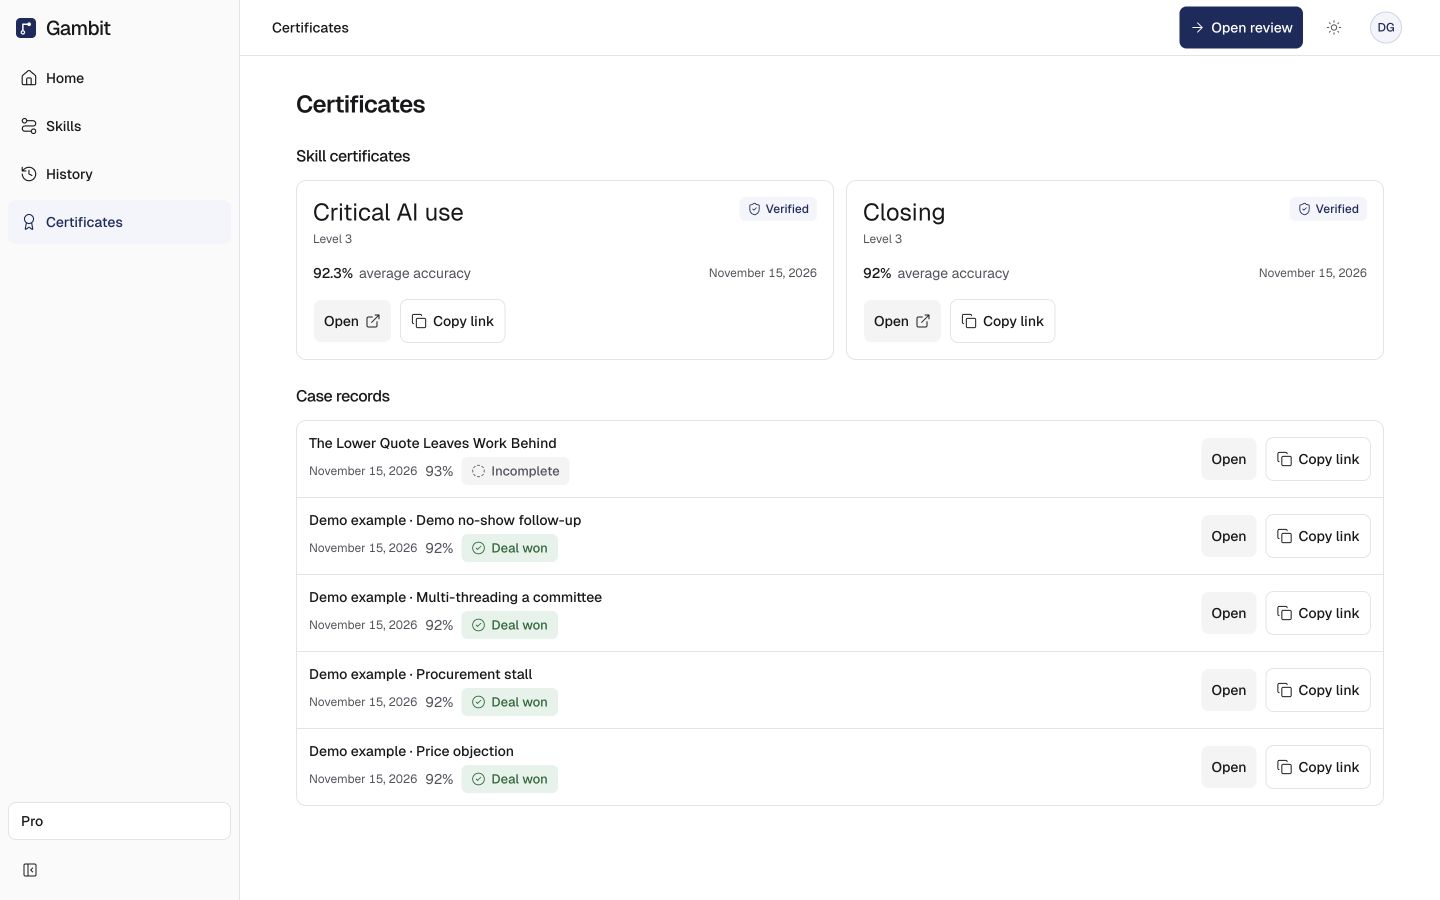 Gambit
Home
Skills
History
Certificates
Pro
Certificates
Open review
DG
Certificates
Skill certificates
Critical AI use
Verified
Level 3
92.3% average accuracy
November 15, 2026
Open
Copy link
Closing
Verified
Level 3
92% average accuracy
November 15, 2026
Open
Copy link
Case records
The Lower Quote Leaves Work Behind
November 15, 2026 93% Incomplete
Open
Copy link
Demo example · Demo no-show follow-up
November 15, 2026 92% Deal won
Open
Copy link
Demo example · Multi-threading a committee
November 15, 2026 92% Deal won
Open
Copy link
Demo example · Procurement stall
November 15, 2026 92% Deal won
Open
Copy link
Demo example · Price objection
November 15, 2026 92% Deal won
Open
Copy link